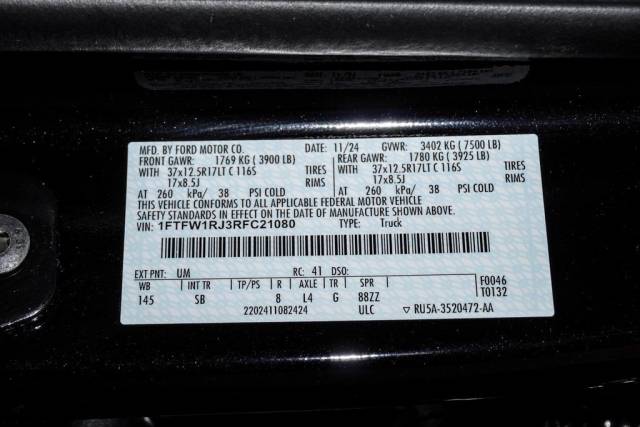 MFD. BY FORD MOTOR CO. DATE: 11/24 GVWR: 3402 KG ( 7500 LB)
FRONT GAWR: 1769 KG ( 3900 LB) REAR GAWR: 1780 KG ( 3925 LB)
WITH 37x12.5R17LT C 116S TIRES WITH 37x12.5R17LT C 116S TIRES
17x8.5J RIMS 17x8.5J RIMS
AT 260 kPa/ 38 PSI COLD AT 260 kPa/ 38 PSI COLD
THIS VEHICLE CONFORMS TO ALL APPLICABLE FEDERAL MOTOR VEHICLE
SAFETY AND THEFT PREVENTION STANDARDS IN EFFECT ON THE DATE OF MANUFACTURE SHOWN ABOVE.
VIN: 1FTFW1RJ3RFC21080 TYPE: Truck
EXT PNT: UM RC: 41 DSO: F0046
WB TP/PS R AXLE TR SPR T0132
145 SB 8 L4 G 88ZZ
2202411082424 ULC ▽ RU5A-3520472-AA